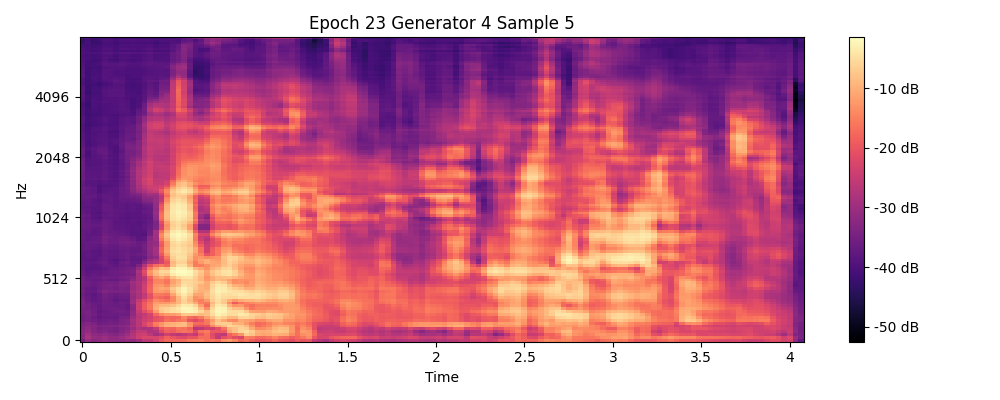 Epoch 23 Generator 4 Sample 5
Hz
4096
2048
1024
512
0
0 0.5 1 1.5 2 2.5 3 3.5 4
Time
-10 dB
-20 dB
-30 dB
-40 dB
-50 dB